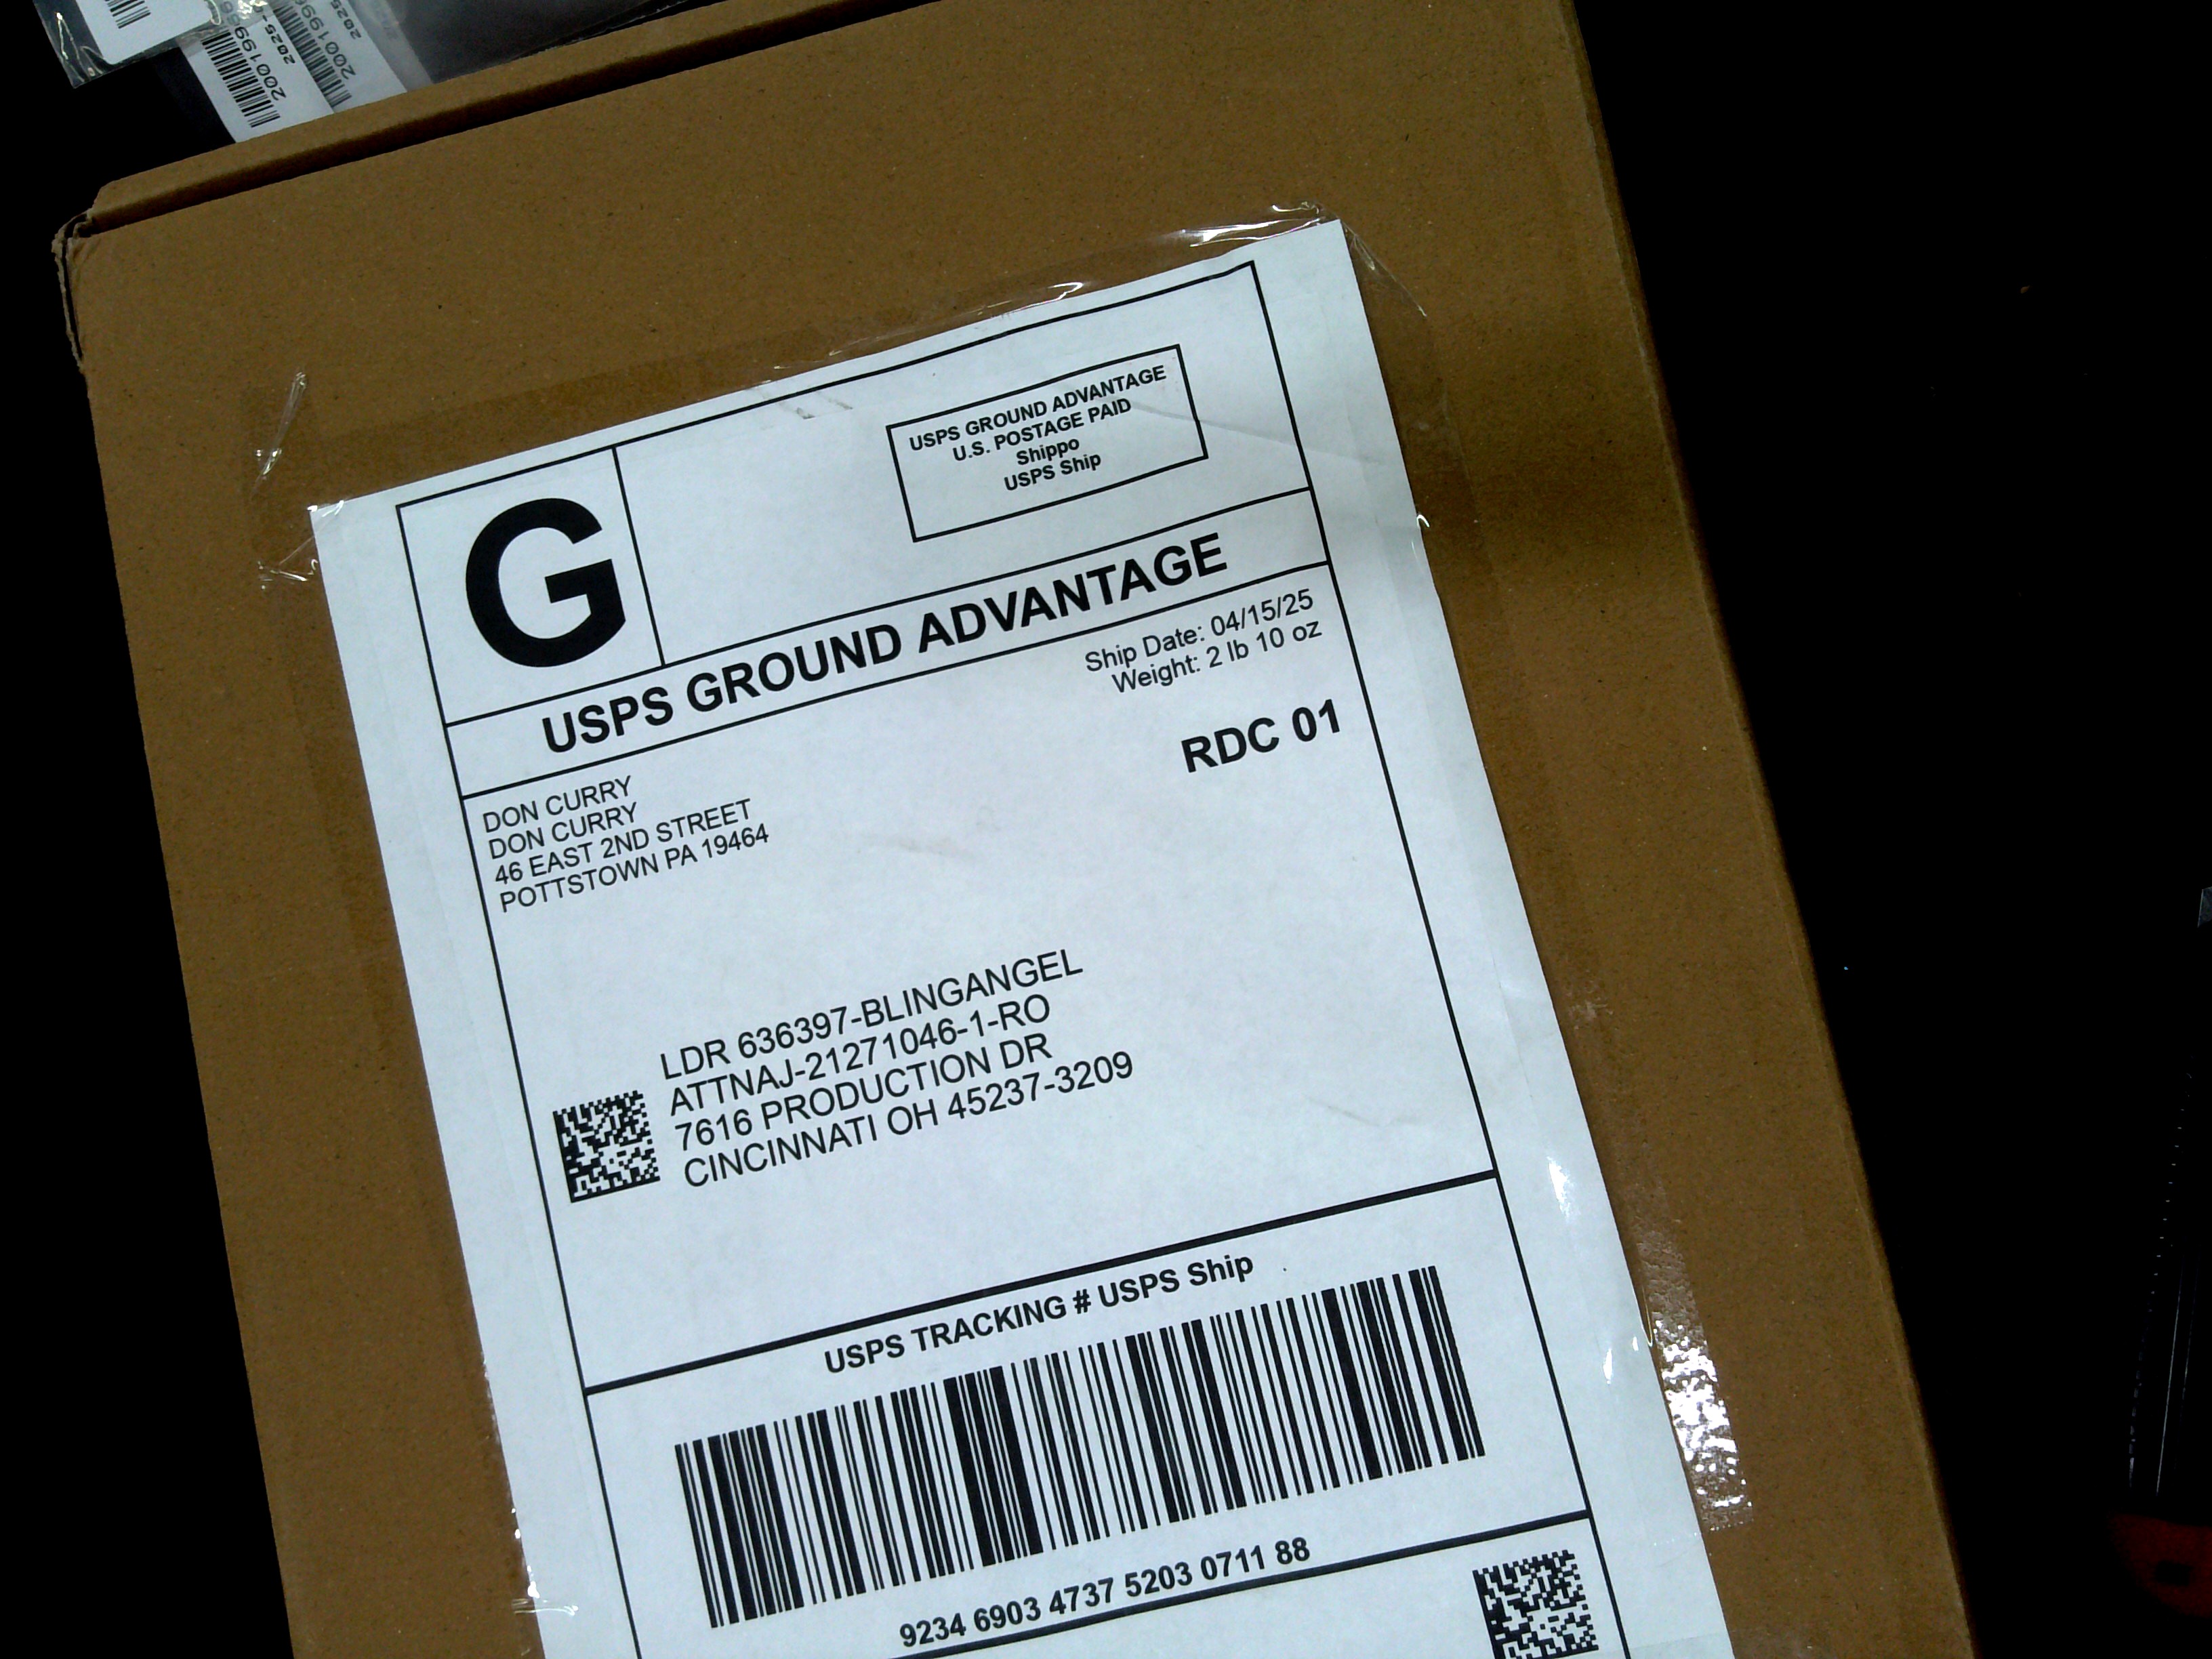 USPS GROUND ADVANTAGE
U.S. POSTAGE PAID
Shippo
USPS Ship
G
USPS GROUND ADVANTAGE
Ship Date: 04/15/25
Weight: 2 lb 10 oz
RDC 01
DON CURRY
DON CURRY
46 EAST 2ND STREET
POTTSTOWN PA 19464
LDR 636397-BLINGANGEL
ATTNAJ-21271046-1-RO
7616 PRODUCTION DR
CINCINNATI OH 45237-3209
USPS TRACKING # USPS Ship
9234 6903 4737 5203 0711 88